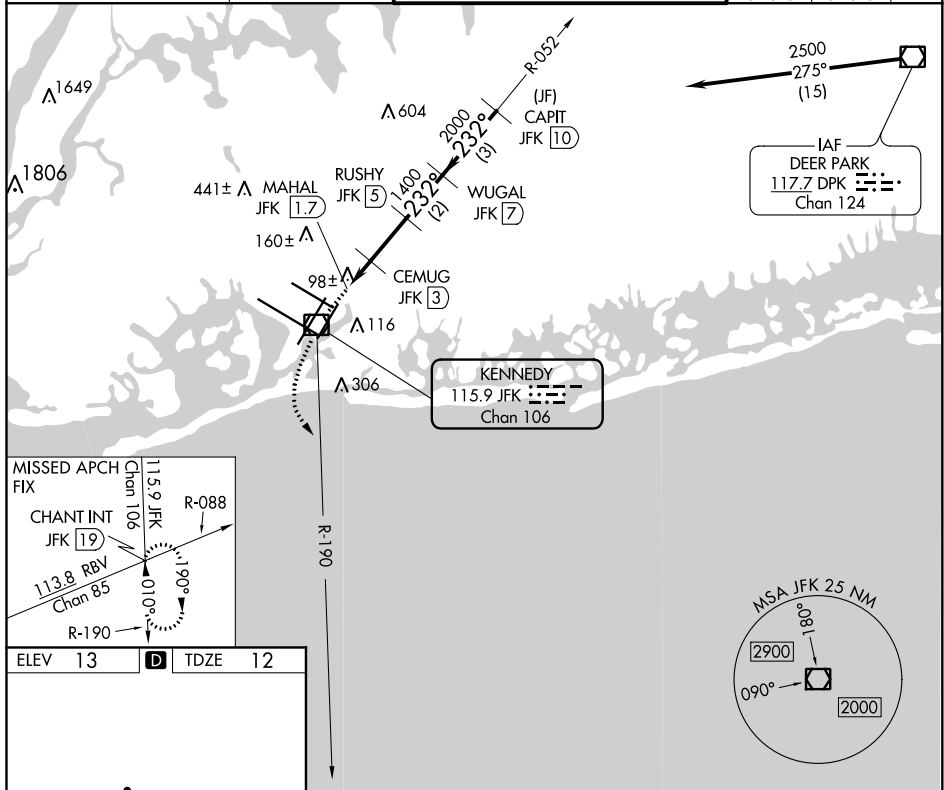 1649
1806
604
441±
160±
98±
116
306
R-052
(JF)
CAPIT
JFK 10
2000
232°
(3)
WUGAL
JFK 7
RUSHY
JFK 5
1400
232°
(2)
MAHAL
JFK 1.7
CEMUG
JFK 3
2500
275°
(15)
IAF
DEER PARK
117.7 DPK
Chan 124
KENNEDY
115.9 JFK
Chan 106
R-190
MISSED APCH
FIX
115.9 JFK
Chan 106
CHANT INT
JFK 19
R-088
113.8 RBV
Chan 85
010°
190°
R-190
MSA JFK 25 NM
180°
2900
090°
2000
ELEV 13 D TDZE 12